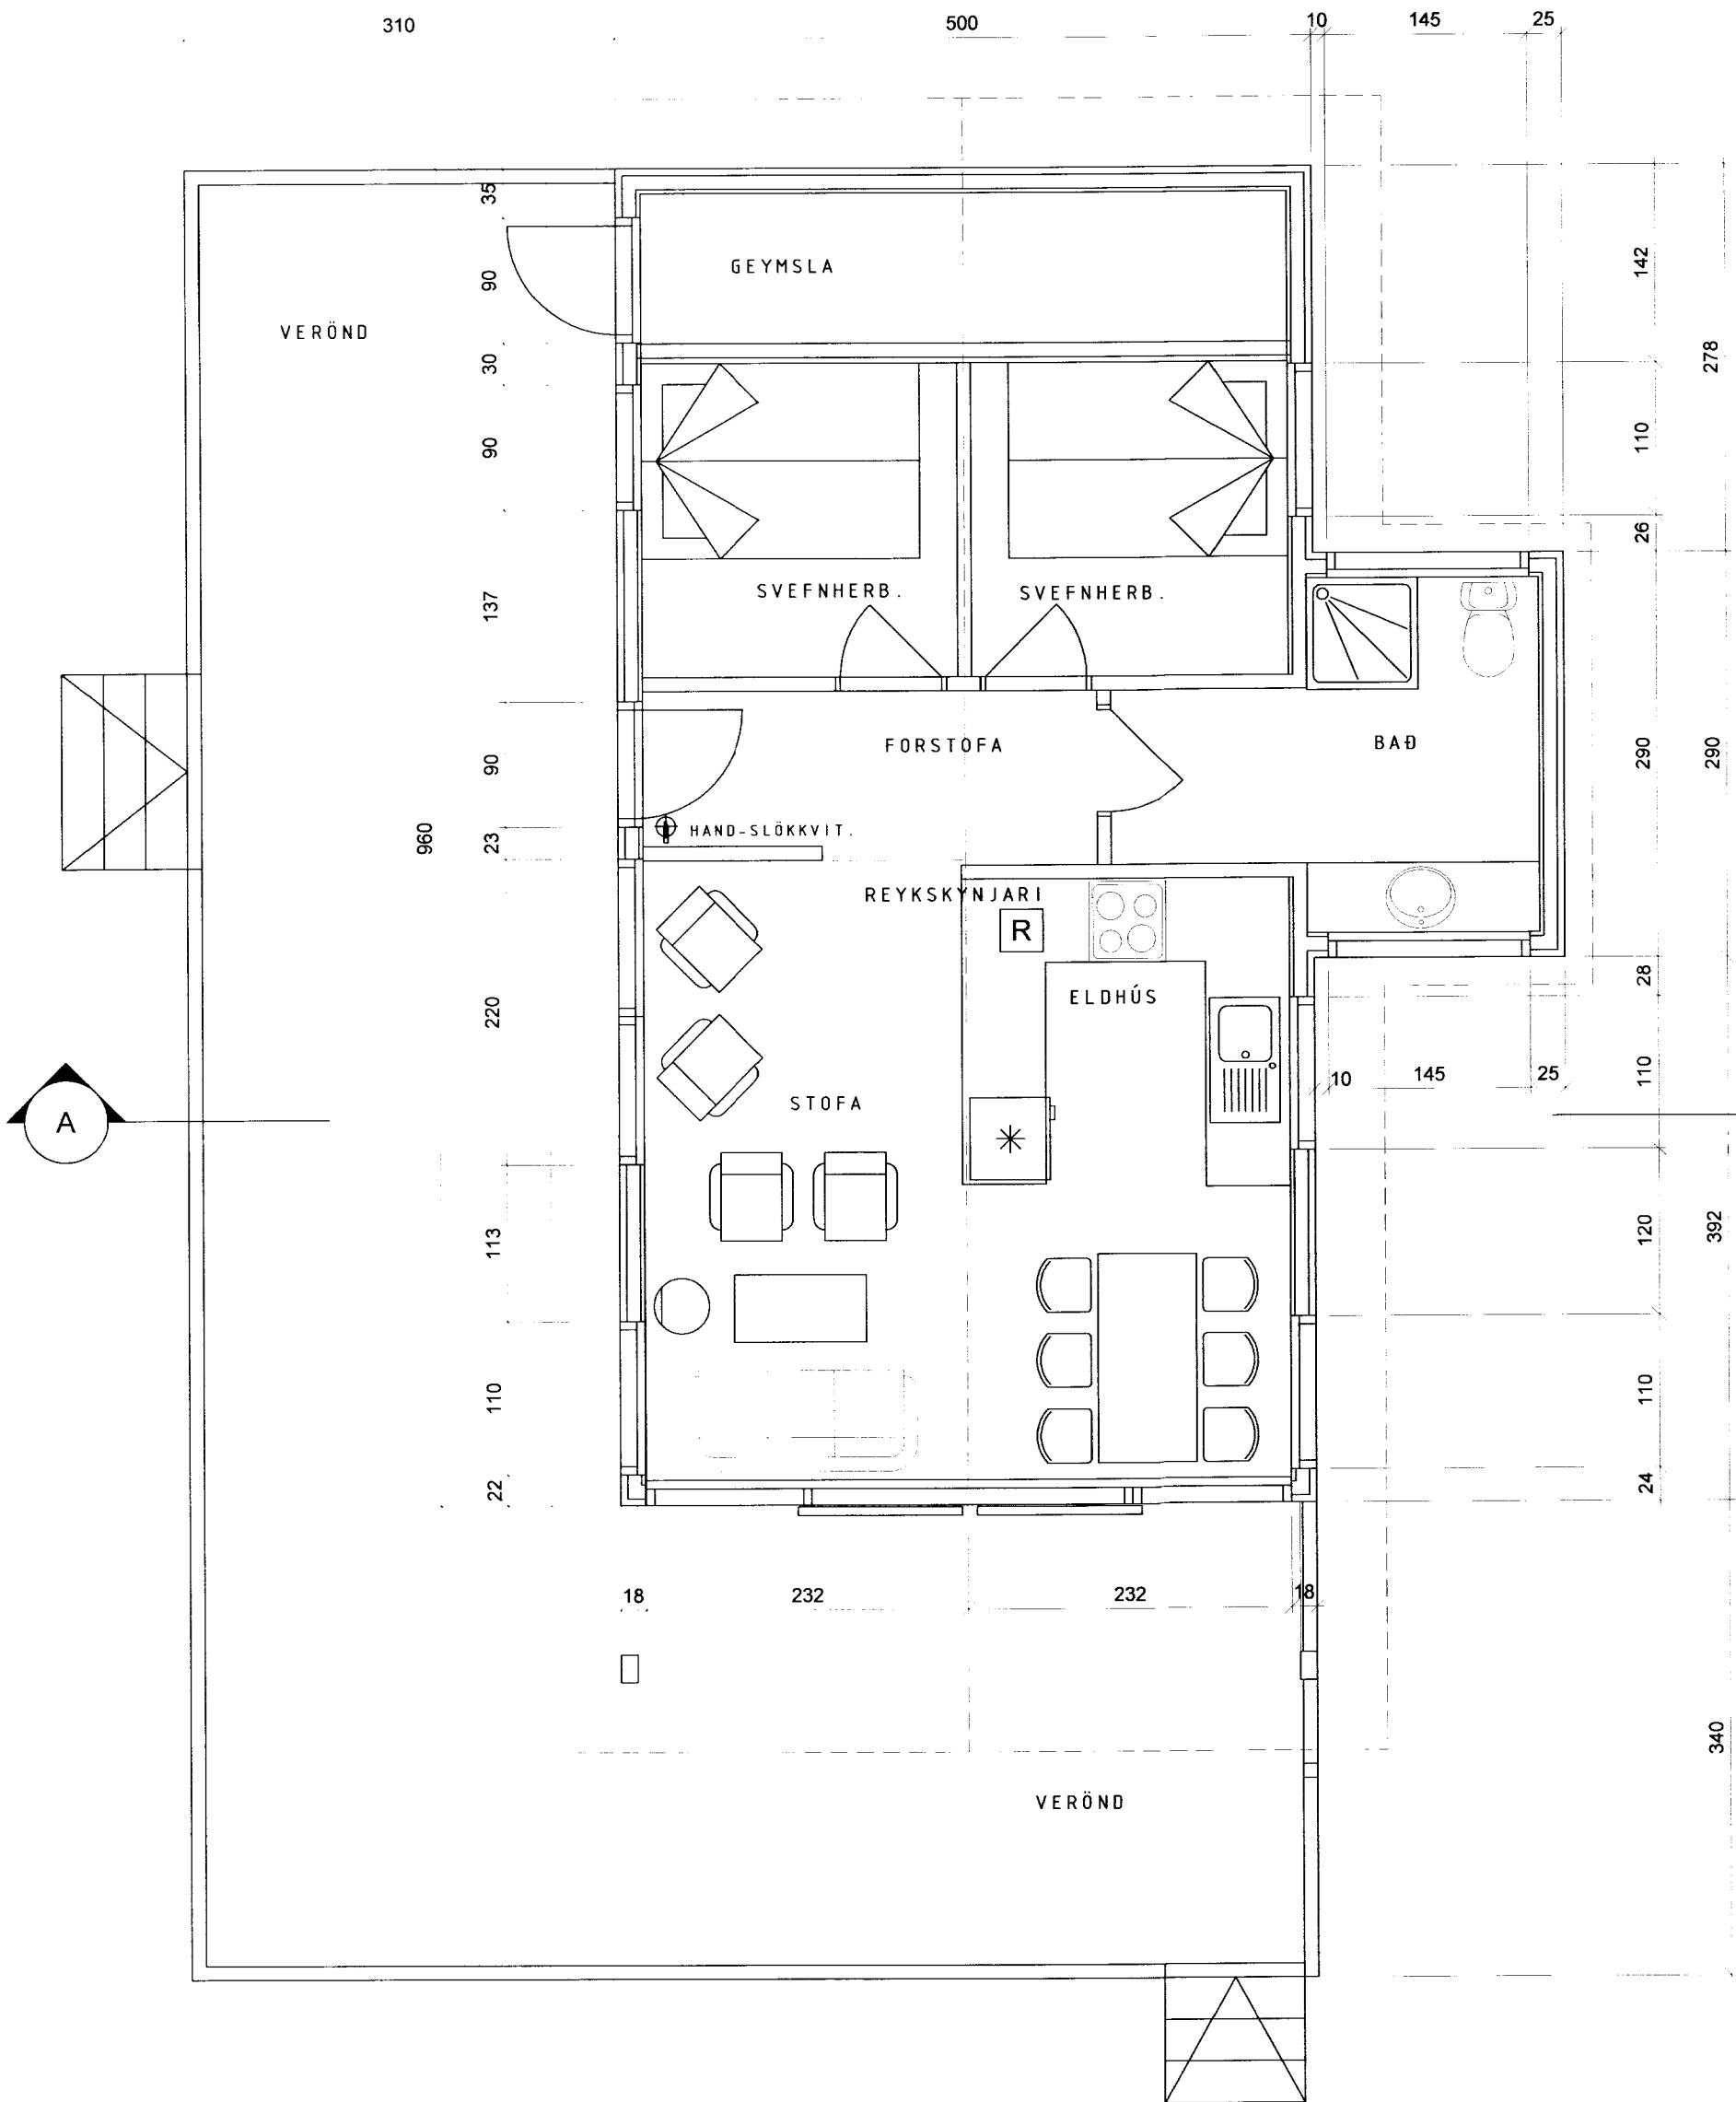 310 500 10 145 25
35
GEYMSLA
142
90
VERÖND
278
30
90
110
26
SVEFNHERB. SVEFNHERB.
137
FORSTOFA
BAÐ
90
290 290
HAND-SLÖKKVIT.
960 23
REYKSKYNJARI
R
ELDHÚS
28
220
110
10 145 25
STOFA
A
113
120 392
110
110
22
24
18 232 232 18
340
VERÖND